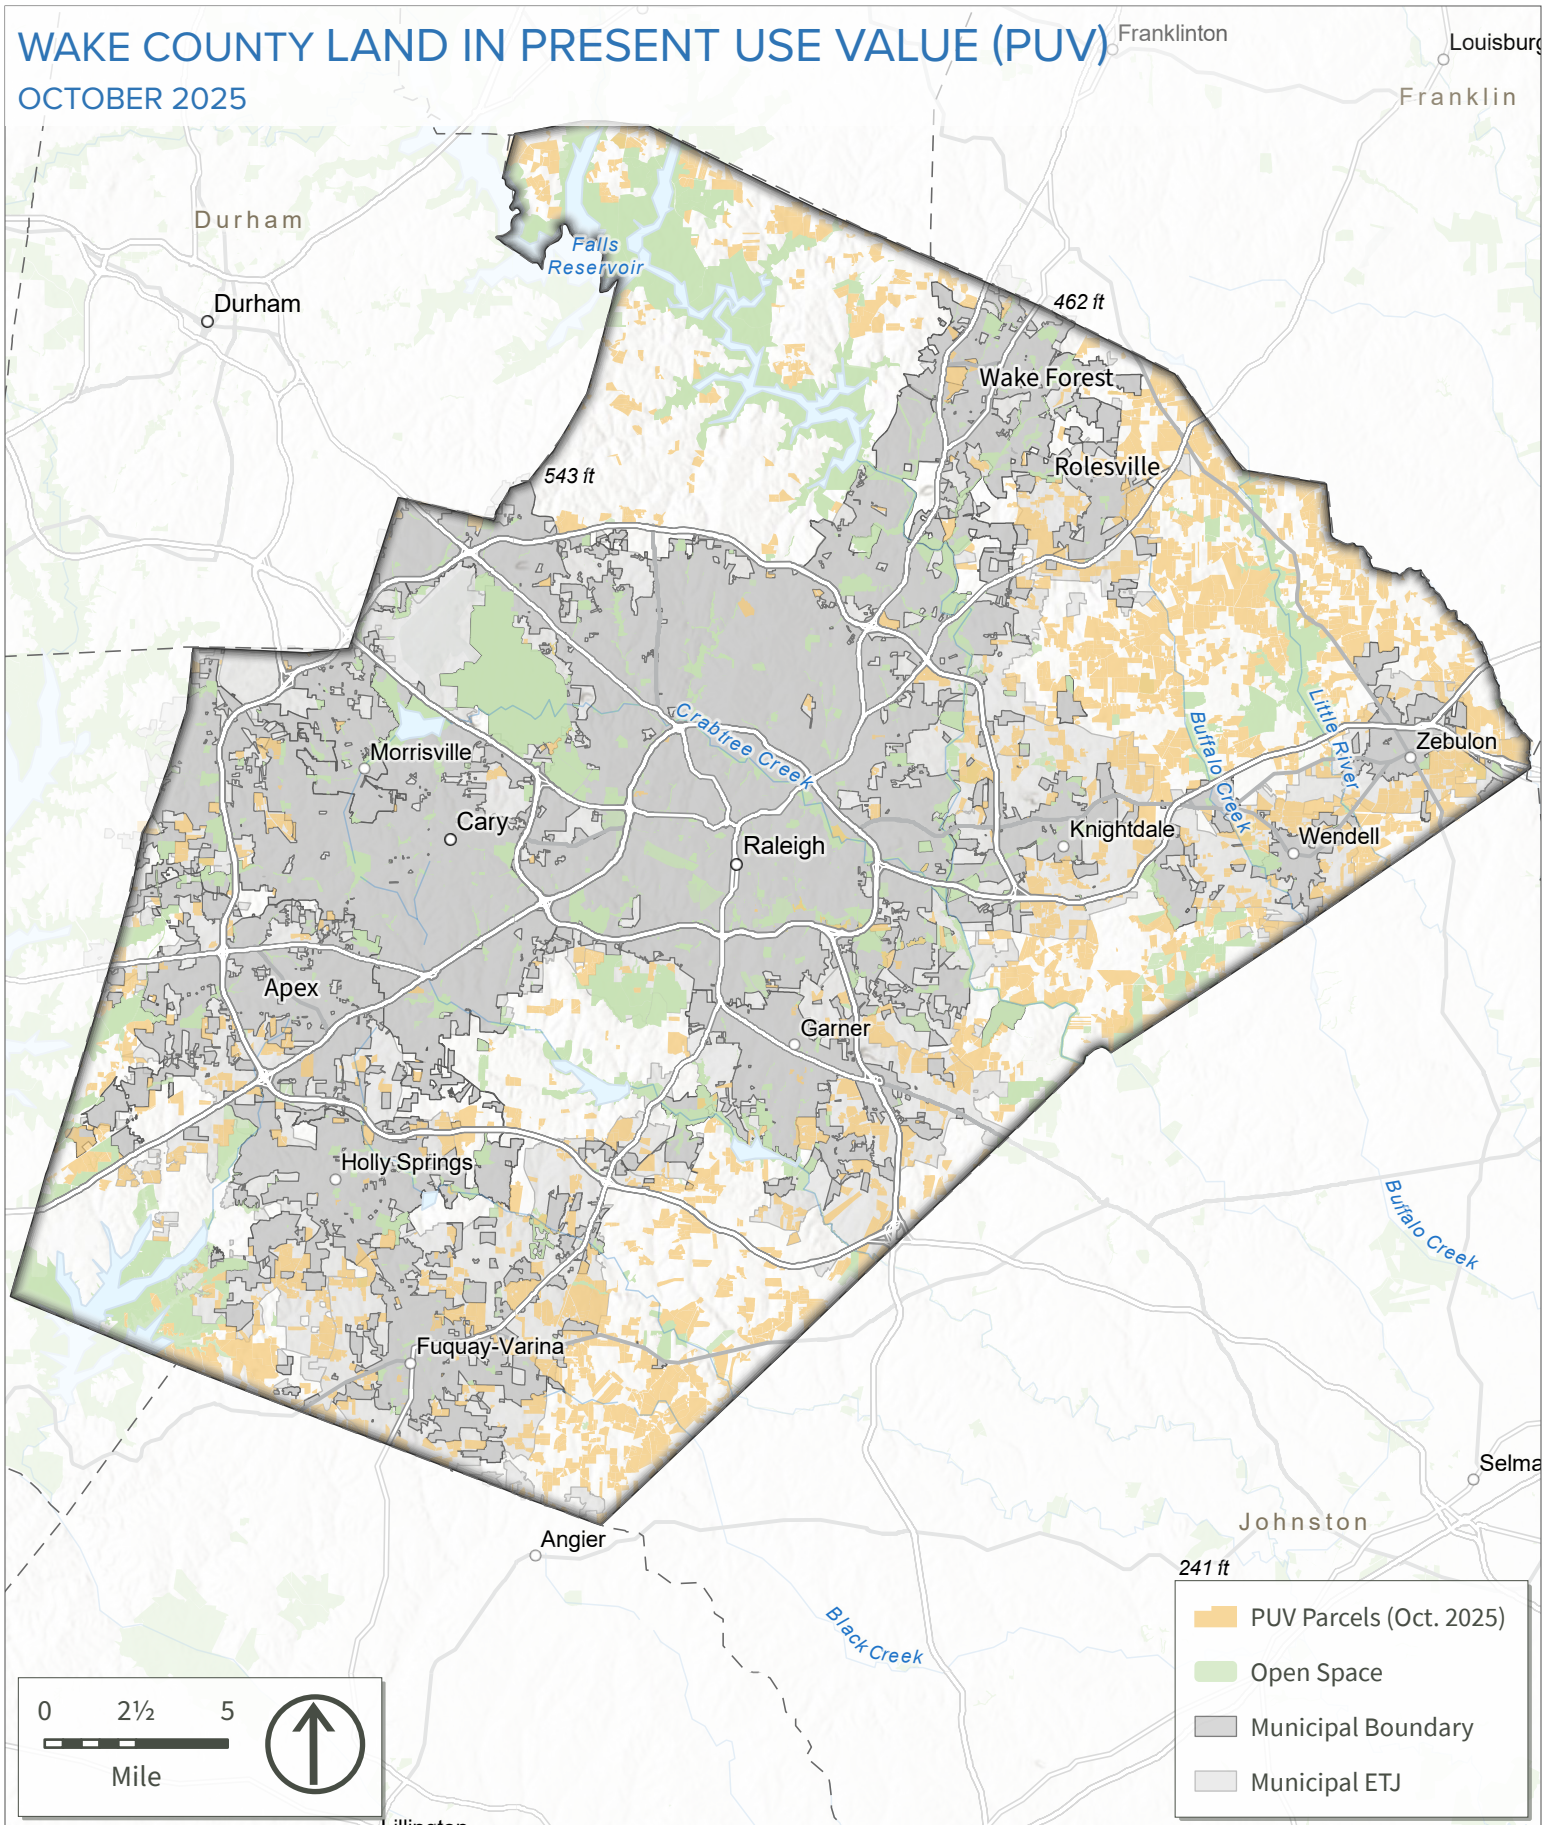 WAKE COUNTY LAND IN PRESENT USE VALUE (PUV)
OCTOBER 2025
Franklinton
Louisburg
Franklin
Durham
Falls
Reservoir
Durham
462 ft
Wake Forest
Rolesville
543 ft
Crabtree Creek
Morrisville
Buffalo Creek
Little River
Zebulon
Cary
Raleigh
Knightdale
Wendell
Apex
Garner
Holly Springs
Buffalo Creek
Fuquay-Varina
Selma
Angier
Johnston
241 ft
Black Creek
PUV Parcels (Oct. 2025)
Open Space
Municipal Boundary
Municipal ETJ
0 2½ 5
Mile